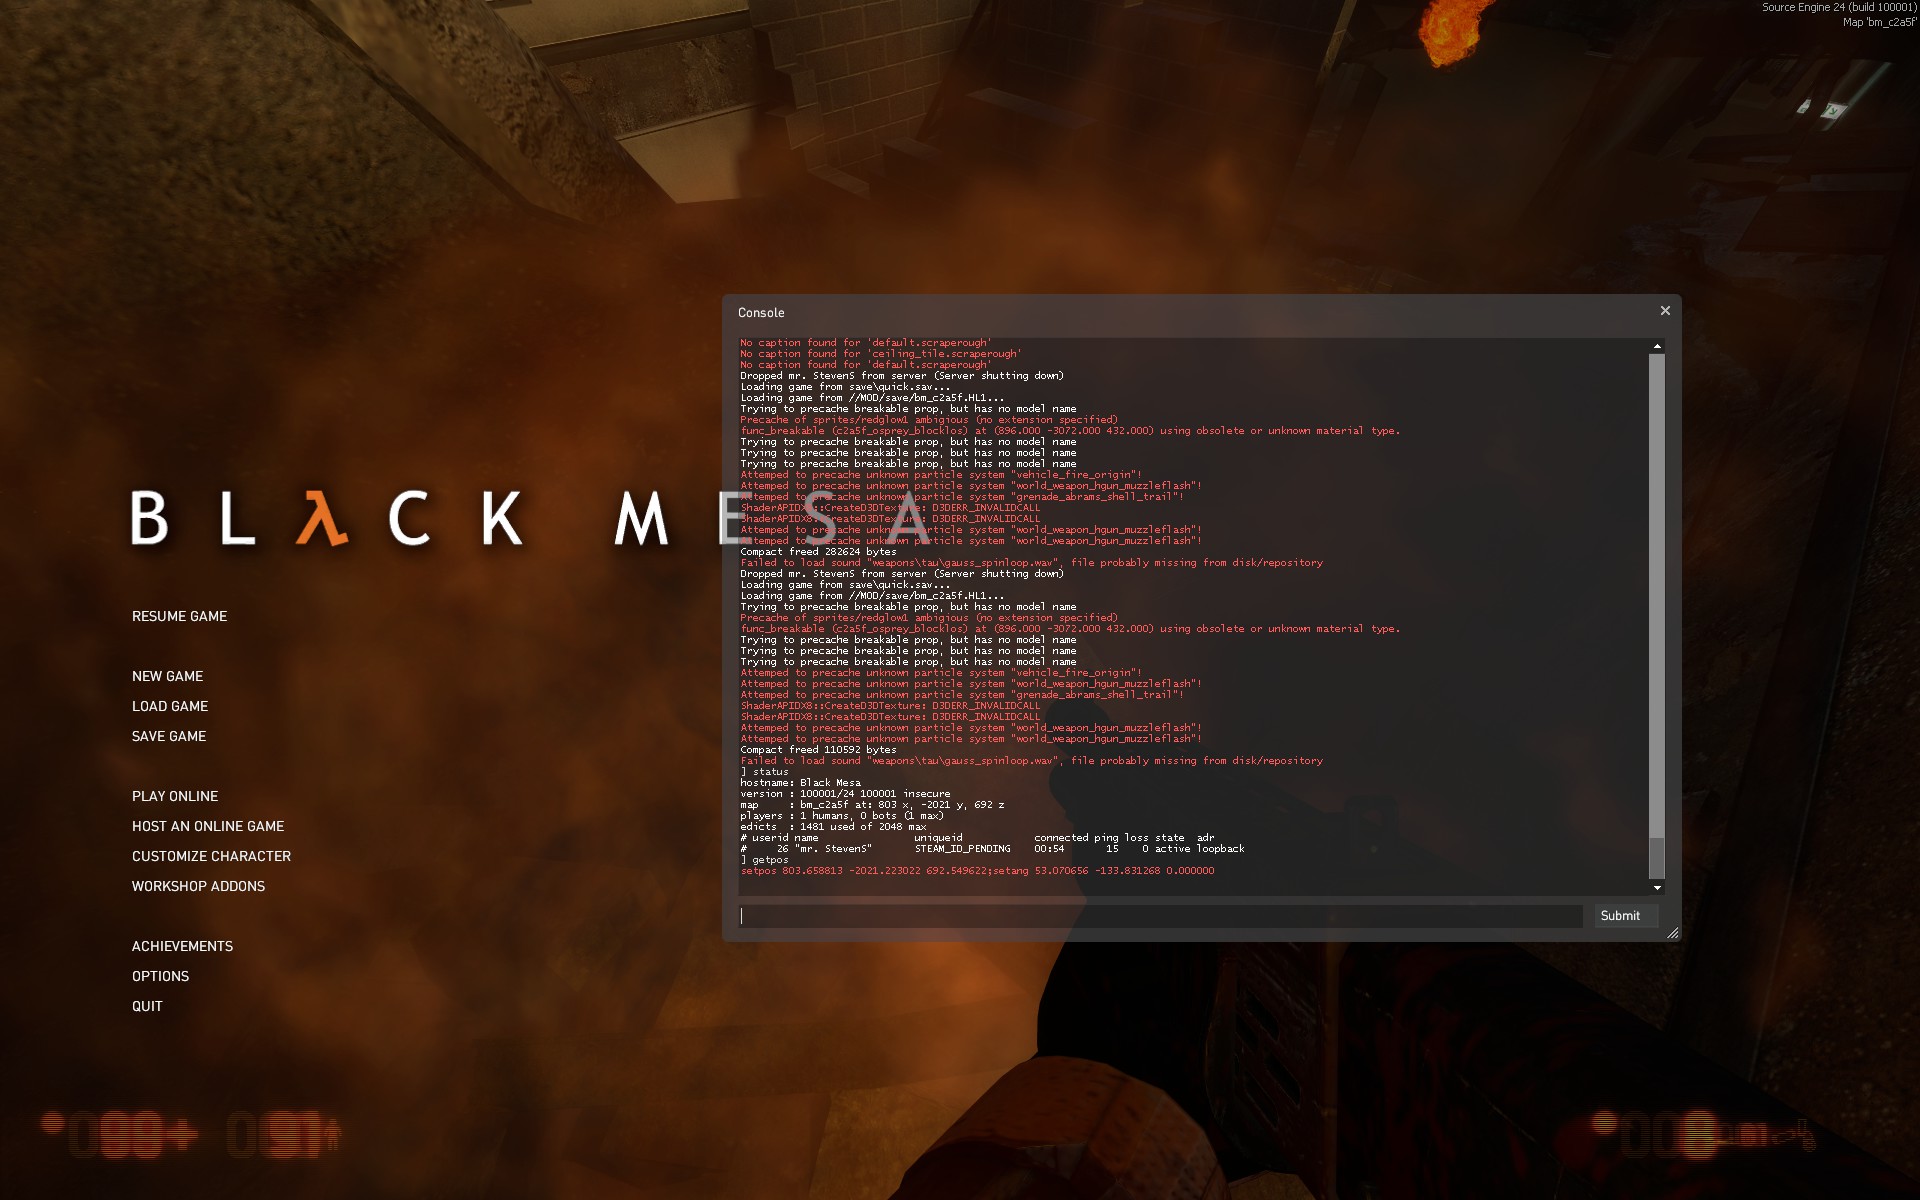 Source Engine 24 (build 100001)
Map 'bm_c2a5f'
Console
No caption found for 'default.scraperough'
No caption found for 'ceiling_tile.scraperough'
No caption found for 'default.scraperough'
Dropped mr. StevenS from server (Server shutting down)
Loading game from save\quick.sav...
Loading game from //MOD/save/bm_c2a5f.HL1...
Trying to precache breakable prop, but has no model name
Precache of sprites/redglow1 ambigious (no extension specified)
func_breakable (c2a5f_osprey_blocklos) at (896.000 -3072.000 432.000) using obsolete or unknown material type.
Trying to precache breakable prop, but has no model name
Trying to precache breakable prop, but has no model name
Trying to precache breakable prop, but has no model name
Attemped to precache unknown particle system "vehicle_fire_origin"!
Attemped to precache unknown particle system "world_weapon_hgun_muzzleflash"!
Attemped to precache unknown particle system "grenade_abrams_shell_trail"!
ShaderAPIDX8::CreateD3DTexture: D3DERR_INVALIDCALL
ShaderAPIDX8::CreateD3DTexture: D3DERR_INVALIDCALL
Attemped to precache unknown particle system "world_weapon_hgun_muzzleflash"!
Attemped to precache unknown particle system "world_weapon_hgun_muzzleflash"!
Compact freed 282624 bytes
Failed to load sound "weapons\tau\gauss_spinloop.wav", file probably missing from disk/repository
Dropped mr. StevenS from server (Server shutting down)
Loading game from save\quick.sav...
Loading game from //MOD/save/bm_c2a5f.HL1...
Trying to precache breakable prop, but has no model name
Precache of sprites/redglow1 ambigious (no extension specified)
func_breakable (c2a5f_osprey_blocklos) at (896.000 -3072.000 432.000) using obsolete or unknown material type.
Trying to precache breakable prop, but has no model name
Trying to precache breakable prop, but has no model name
Trying to precache breakable prop, but has no model name
Attemped to precache unknown particle system "vehicle_fire_origin"!
Attemped to precache unknown particle system "world_weapon_hgun_muzzleflash"!
Attemped to precache unknown particle system "grenade_abrams_shell_trail"!
ShaderAPIDX8::CreateD3DTexture: D3DERR_INVALIDCALL
ShaderAPIDX8::CreateD3DTexture: D3DERR_INVALIDCALL
Attemped to precache unknown particle system "world_weapon_hgun_muzzleflash"!
Attemped to precache unknown particle system "world_weapon_hgun_muzzleflash"!
Compact freed 110592 bytes
Failed to load sound "weapons\tau\gauss_spinloop.wav", file probably missing from disk/repository
] status
hostname: Black Mesa
version : 100001/24 100001 insecure
map     : bm_c2a5f at: 803 x, -2021 y, 692 z
players : 1 humans, 0 bots (1 max)
edicts  : 1481 used of 2048 max
# userid name                uniqueid            connected ping loss state  adr
#     26 "mr. StevenS"       STEAM_ID_PENDING    00:54       15    0 active loopback
] getpos
setpos 803.658813 -2021.223022 692.549622;setang 53.070656 -133.831268 0.000000
Submit
BLλCK MESA
RESUME GAME
NEW GAME
LOAD GAME
SAVE GAME
PLAY ONLINE
HOST AN ONLINE GAME
CUSTOMIZE CHARACTER
WORKSHOP ADDONS
ACHIEVEMENTS
OPTIONS
QUIT